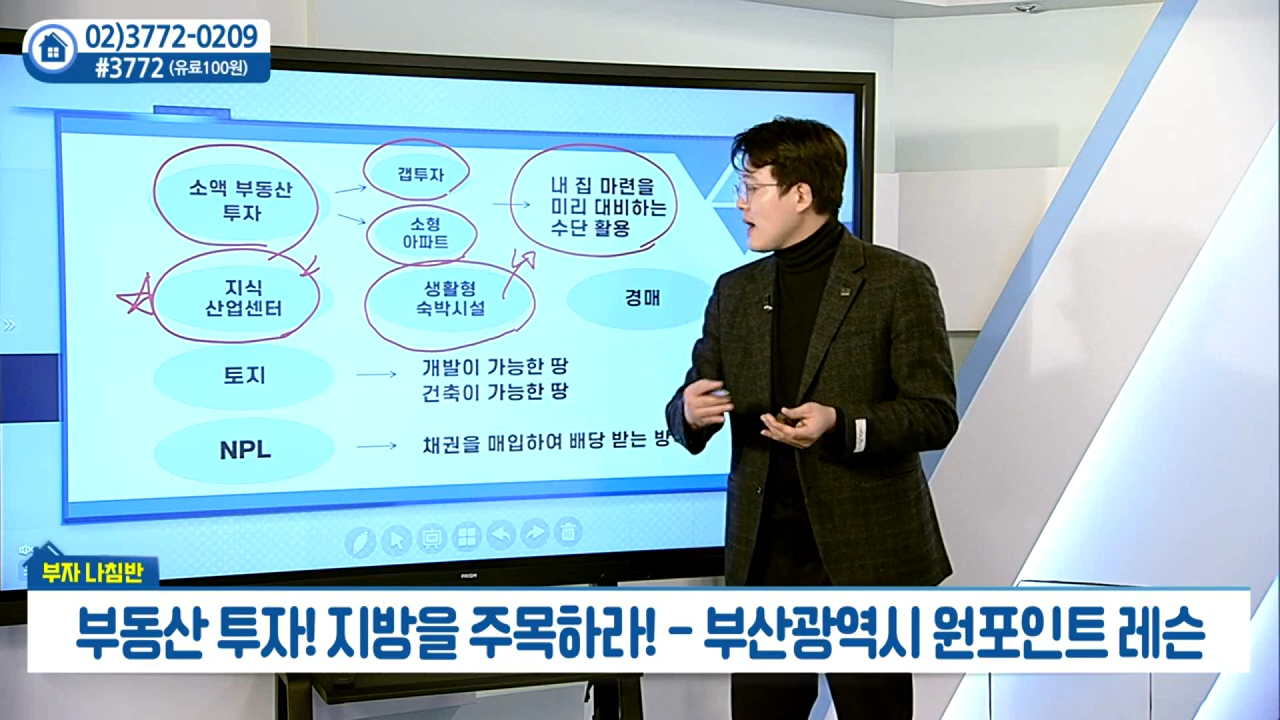 02)3772-0209
#3772 (유료100원)
소액 부동산
투자
갭투자
소형
아파트
내 집 마련을
미리 대비하는
수단 활용
지식
산업센터
생활형
숙박시설
경매
토지
개발이 가능한 땅
건축이 가능한 땅
NPL
채권을 매입하여 배당 받는 방
PRISM
부자 나침반
부동산 투자! 지방을 주목하라! - 부산광역시 원포인트 레슨